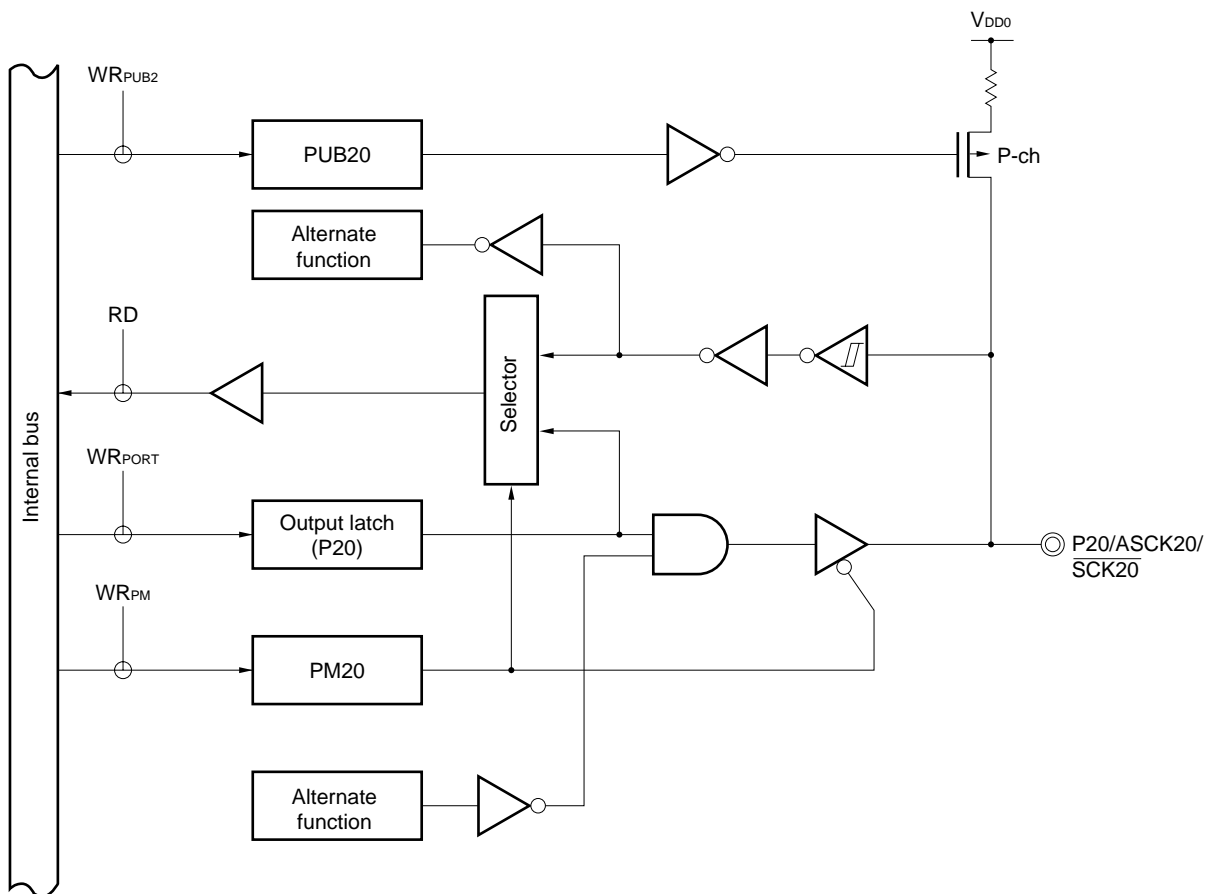 VDD0
WRPUB2
PUB20
P-ch
Alternate
function
RD
Selector
Internal bus
WRPORT
Output latch
(P20)
P20/ASCK20/
SCK20
WRPM
PM20
Alternate
function